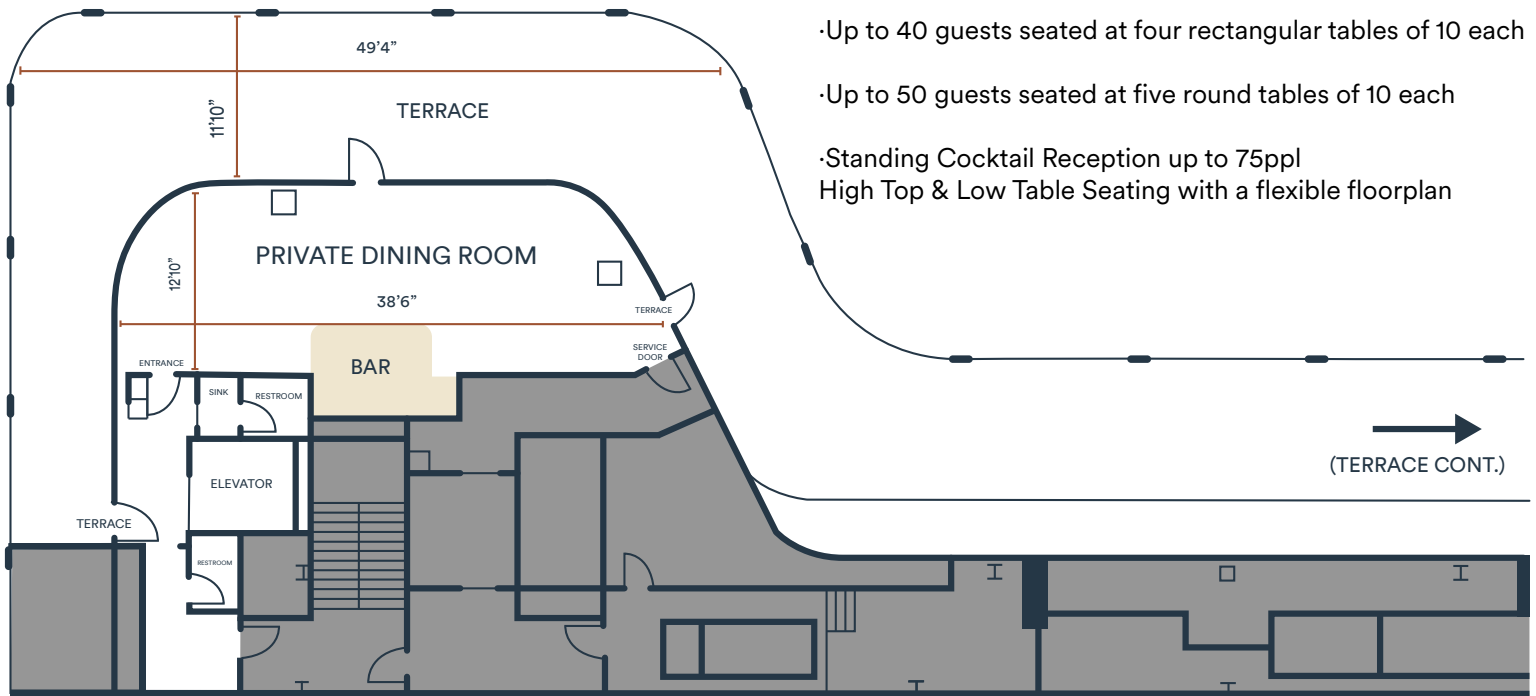 ·Up to 40 guests seated at four rectangular tables of 10 each
·Up to 50 guests seated at five round tables of 10 each
·Standing Cocktail Reception up to 75ppl
High Top & Low Table Seating with a flexible floorplan
49’4”
11’10”
TERRACE
PRIVATE DINING ROOM
12’10”
38’6”
TERRACE
SERVICE
DOOR
ENTRANCE
BAR
SINK
RESTROOM
ELEVATOR
TERRACE
RESTROOM
(TERRACE CONT.)